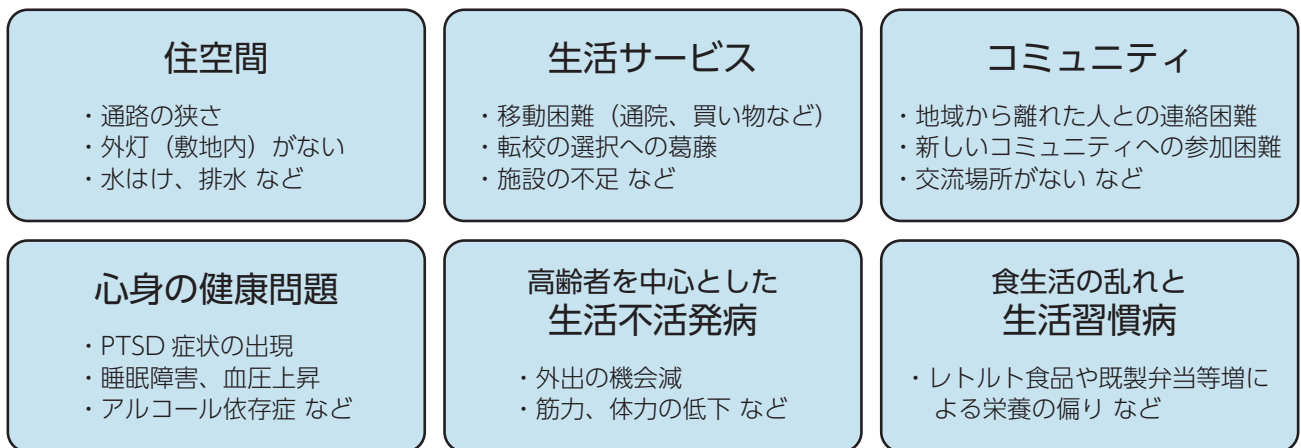 住空間
・通路の狭さ
・外灯（敷地内）がない
・水はけ、排水 など
生活サービス
・移動困難（通院、買い物など）
・転校の選択への葛藤
・施設の不足 など
コミュニティ
・地域から離れた人との連絡困難
・新しいコミュニティへの参加困難
・交流場所がない など
心身の健康問題
・PTSD 症状の出現
・睡眠障害、血圧上昇
・アルコール依存症 など
高齢者を中心とした
生活不活発病
・外出の機会減
・筋力、体力の低下 など
食生活の乱れと
生活習慣病
・レトルト食品や既製弁当等増に
よる栄養の偏り など